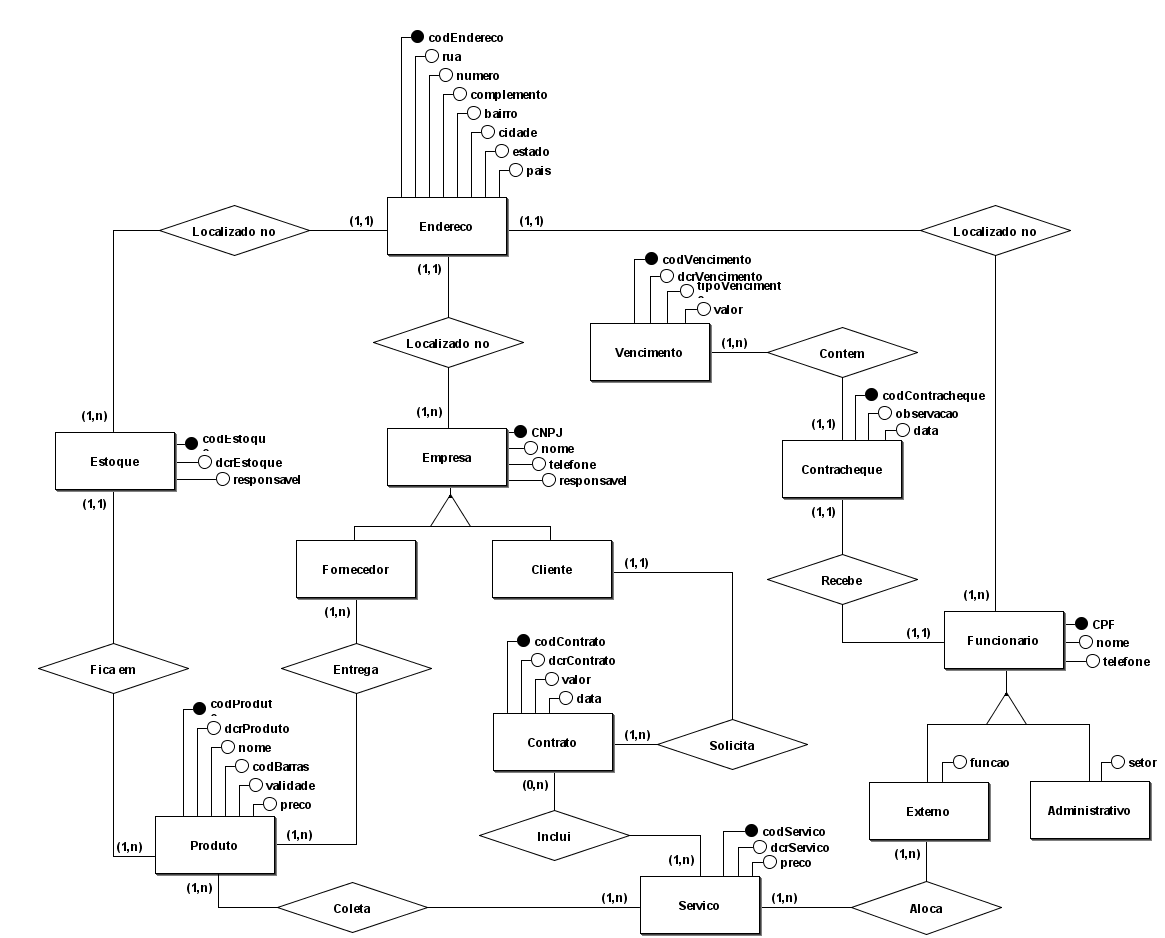 codEndereco
rua
numero
complemento
bairro
cidade
estado
pais
Localizado no
(1,1)
Endereco
(1,1)
Localizado no
(1,1)
codVencimento
dcrVencimento
tipoVenciment
valor
Localizado no
Vencimento
(1,n)
Contem
(1,n)
(1,n)
(1,1)
codContracheque
observacao
data
codEstoqu
dcrEstoque
responsavel
Estoque
CNPJ
nome
telefone
responsavel
Empresa
Contracheque
(1,1)
(1,1)
Fornecedor
Cliente
(1,1)
Recebe
(1,n)
(1,n)
(1,1)
Funcionario
CPF
nome
telefone
codContrato
dcrContrato
valor
data
Fica em
Entrega
codProdut
dcrProduto
nome
codBarras
validade
preco
Contrato
(1,n)
Solicita
funcao
setor
(0,n)
Externo
Administrativo
Inclui
codServico
dcrServico
preco
(1,n)
Produto
(1,n)
(1,n)
(1,n)
(1,n)
Coleta
(1,n)
Servico
(1,n)
Aloca